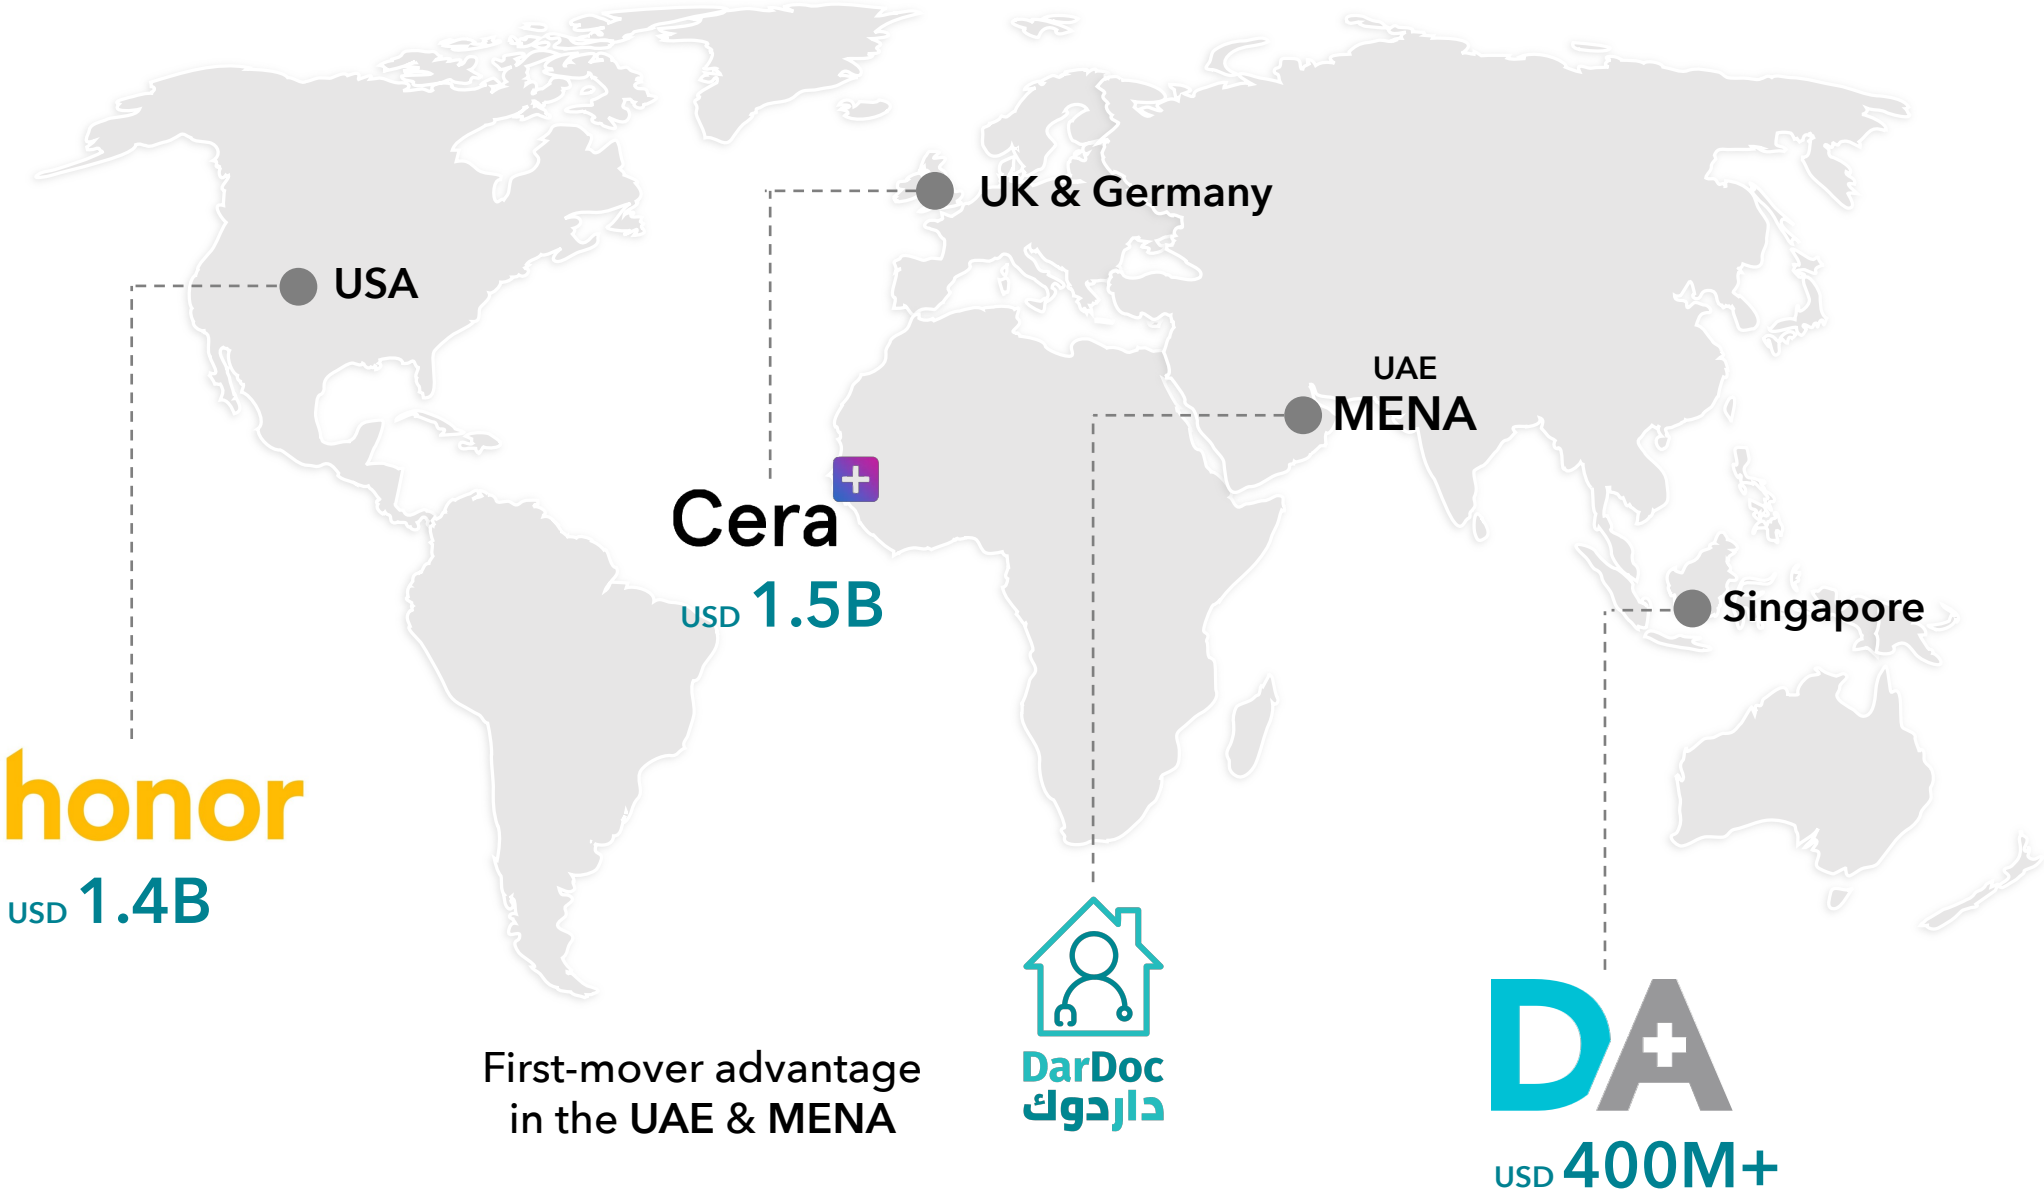 UK & Germany
USA
UAE
MENA
Cera
USD 1.5B
Singapore
honor
USD 1.4B
First-mover advantage
in the UAE & MENA
DarDoc
داردوك
DA
USD 400M+